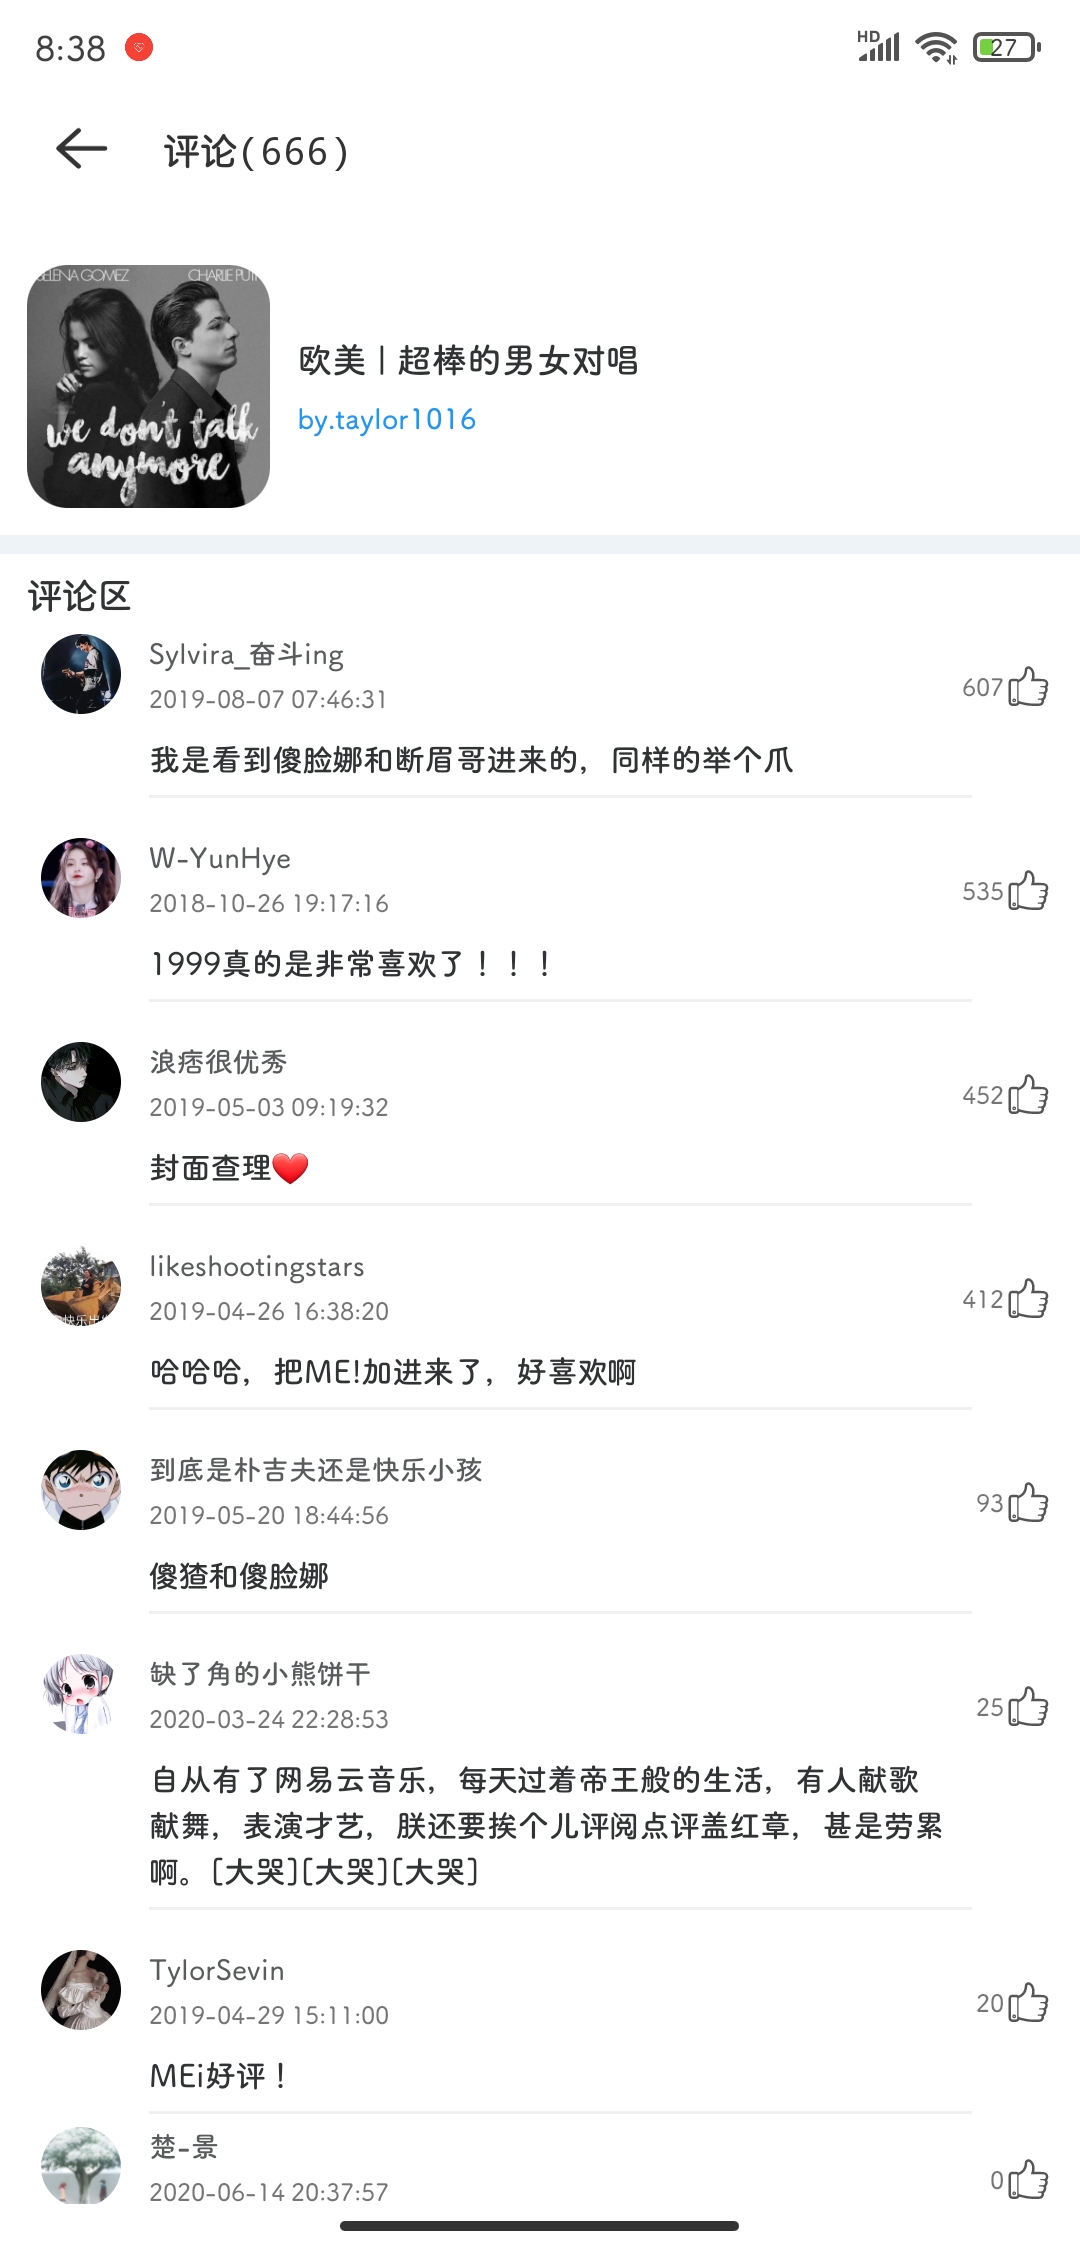 8:38
HD
27
评论(666)
SELENA GOMEZ
CHARLIE PUTH
we don't talk
anymore
欧美 | 超棒的男女对唱
by.taylor1016
评论区
Sylvira_奋斗ing
2019-08-07 07:46:31
607
我是看到傻脸娜和断眉哥进来的，同样的举个爪
W-YunHye
2018-10-26 19:17:16
535
1999真的是非常喜欢了！！！
浪痞很优秀
2019-05-03 09:19:32
452
封面查理❤️
likeshootingstars
2019-04-26 16:38:20
412
哈哈哈，把ME!加进来了，好喜欢啊
到底是朴吉夫还是快乐小孩
2019-05-20 18:44:56
93
傻猹和傻脸娜
缺了角的小熊饼干
2020-03-24 22:28:53
25
自从有了网易云音乐，每天过着帝王般的生活，有人献歌
献舞，表演才艺，朕还要挨个儿评阅点评盖红章，甚是劳累
啊。[大哭][大哭][大哭]
TylorSevin
2019-04-29 15:11:00
20
MEi好评！
楚-景
2020-06-14 20:37:57
0